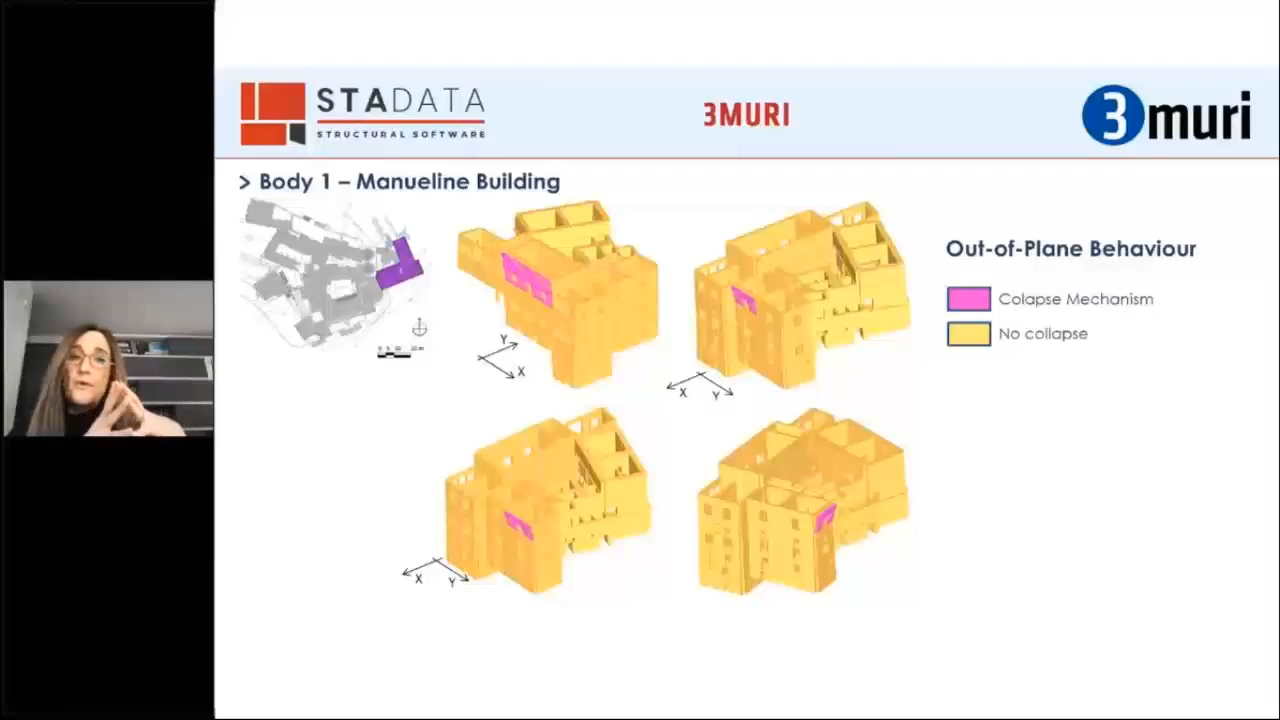 STADATA
STRUCTURAL SOFTWARE
3MURI
3muri
> Body 1 – Manueline Building
Out-of-Plane Behaviour
Colapse Mechanism
No collapse
Y
X
X
Y
X
Y